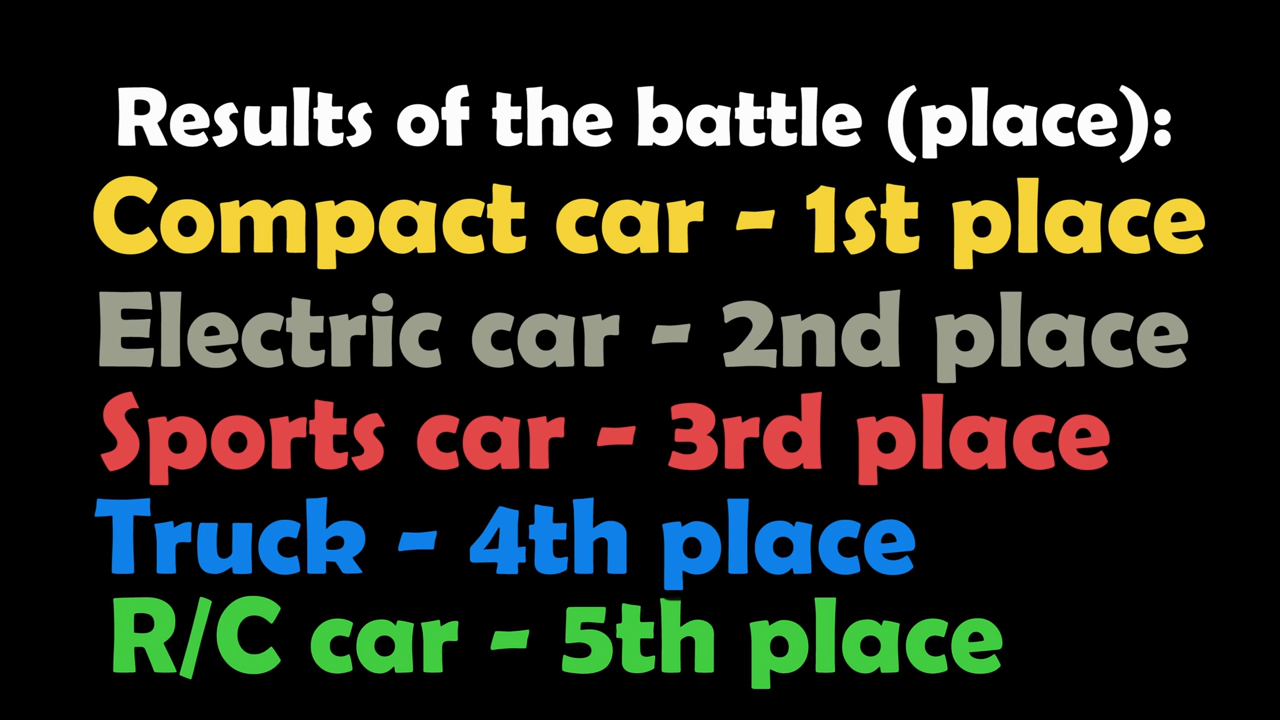 Results of the battle (place):
Compact car - 1st place
Electric car - 2nd place
Sports car - 3rd place
Truck - 4th place
R/C car - 5th place